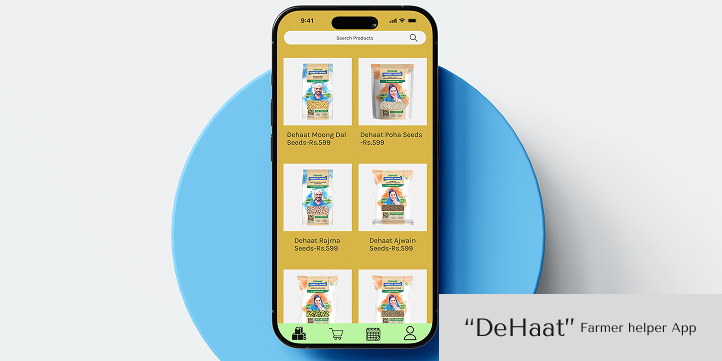 9:41
Search Products
Dehaat Moong Dal
Seeds-Rs.599
Dehaat Poha Seeds
-Rs.599
Dehaat Rajma
Seeds-Rs.599
Dehaat Ajwain
Seeds-Rs.599
“DeHaat” Farmer helper App